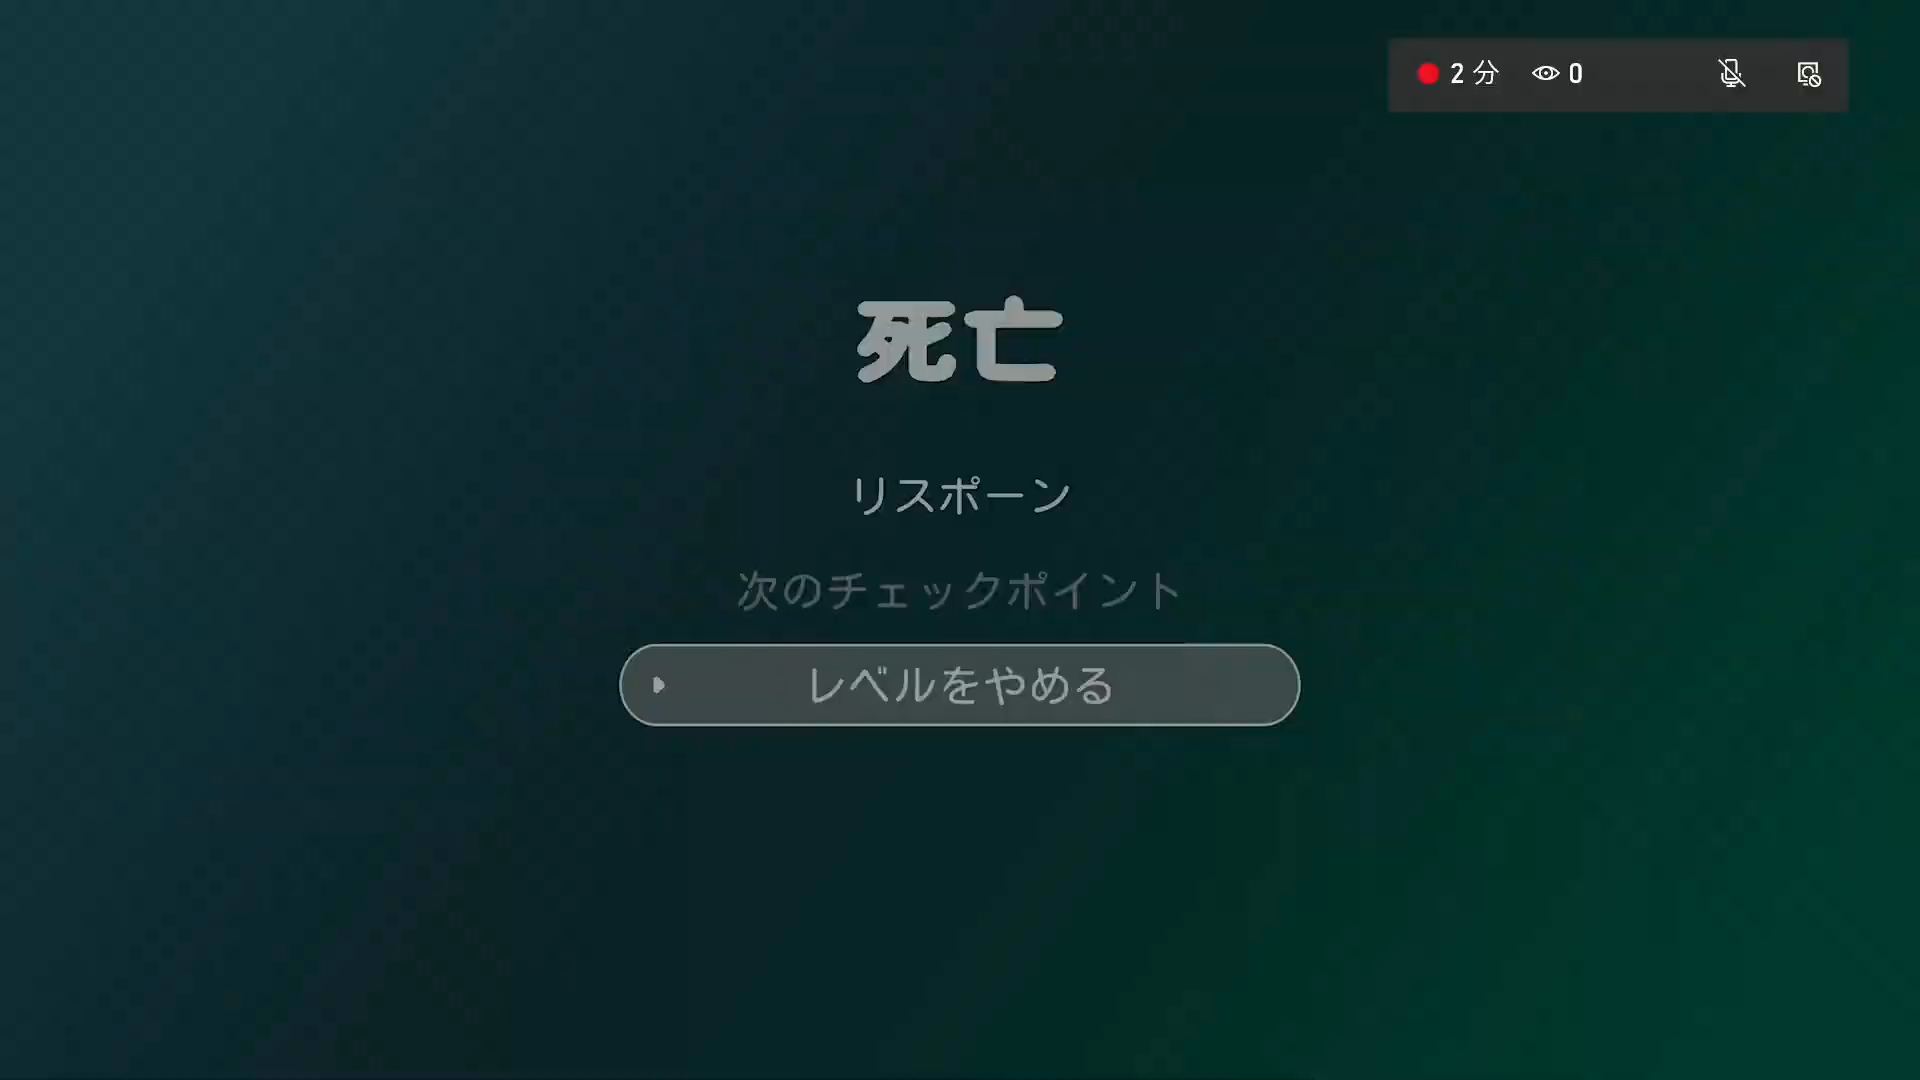 2 分 0
死亡
リスポーン
次のチェックポイント
レベルをやめる